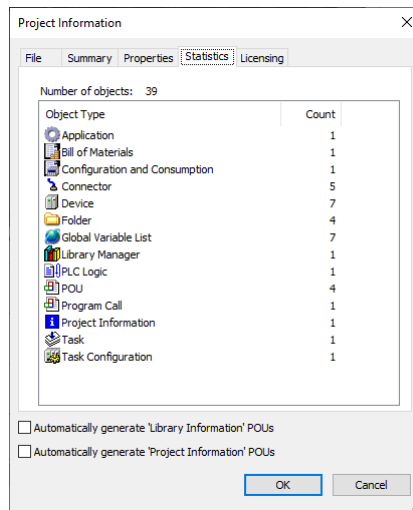 Project Information
File Summary Properties Statistics Licensing
Number of objects: 39
Object Type Count
Application 1
Bill of Materials 1
Configuration and Consumption 1
Connector 5
Device 7
Folder 4
Global Variable List 7
Library Manager 1
PLC Logic 1
POU 4
Program Call 1
Project Information 1
Task 1
Task Configuration 1
Automatically generate 'Library Information' POUs
Automatically generate 'Project Information' POUs
OK Cancel